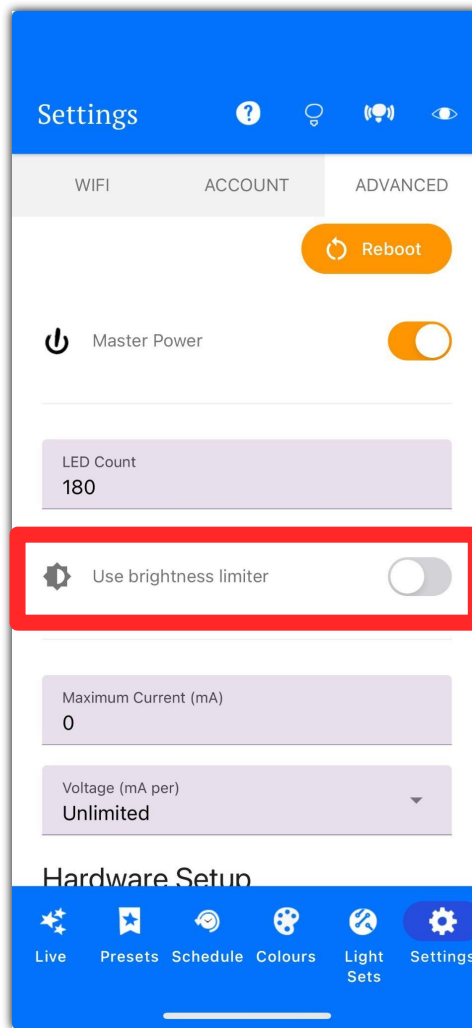 Settings
WIFI ACCOUNT ADVANCED
Reboot
Master Power
LED Count
180
Use brightness limiter
Maximum Current (mA)
0
Voltage (mA per)
Unlimited
Hardware Setup
Live Presets Schedule Colours Light Settings
Sets